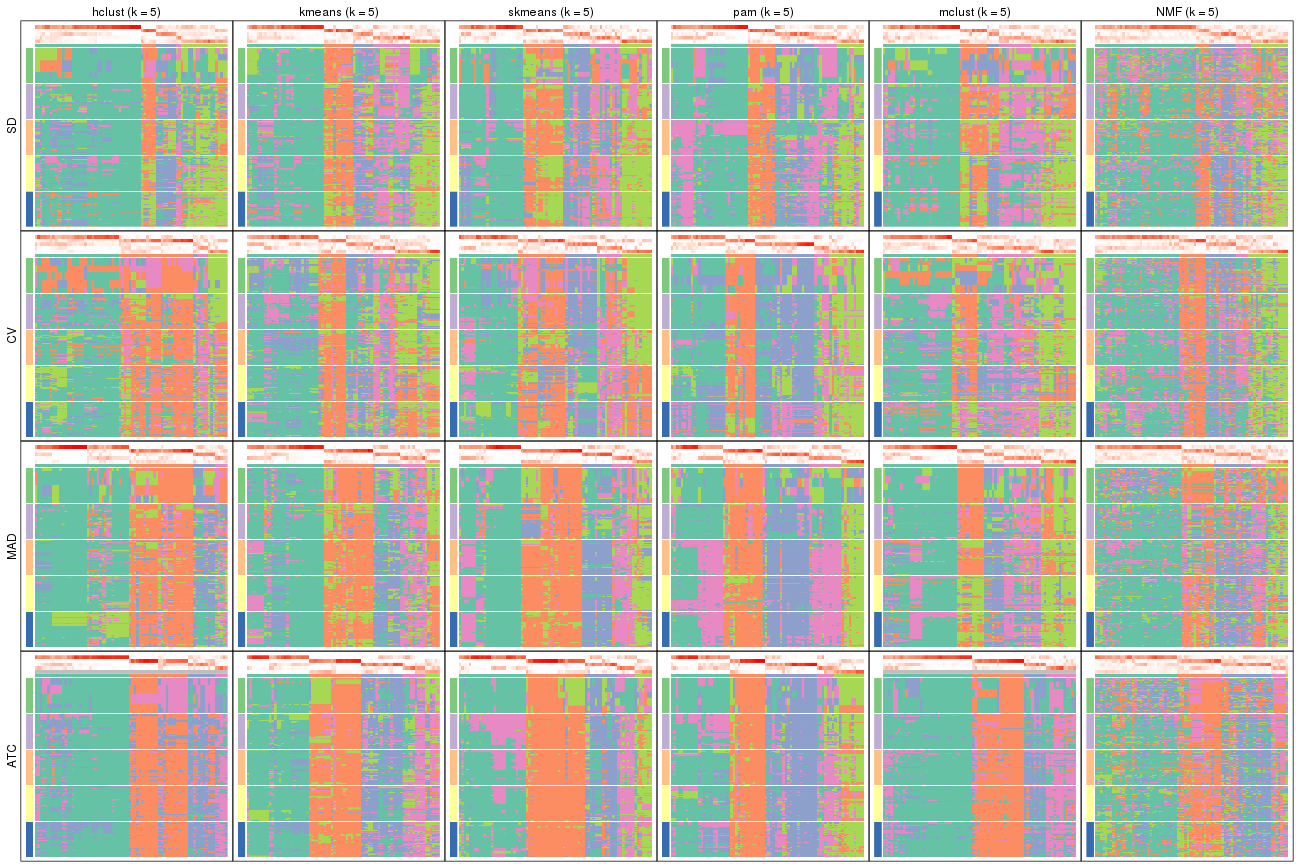 hclust (k = 5)
kmeans (k = 5)
skmeans (k = 5)
pam (k = 5)
mclust (k = 5)
NMF (k = 5)
SD
CV
MAD
ATC